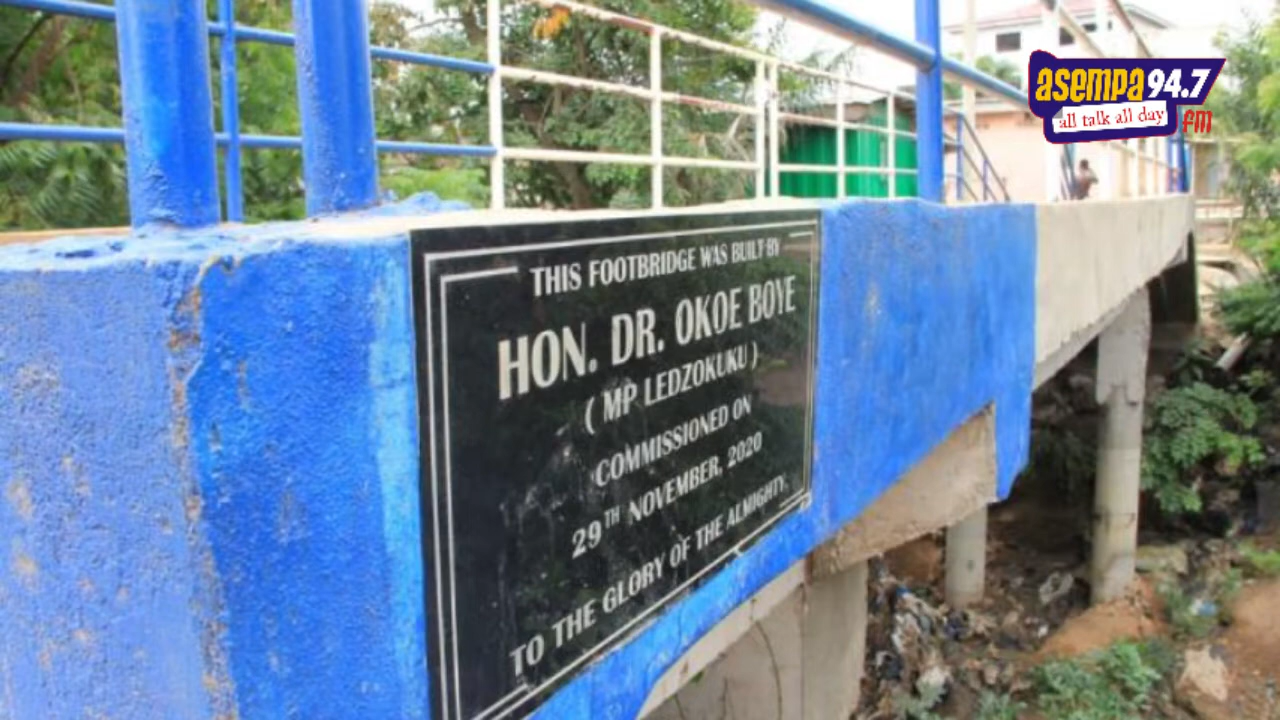 asempa 94.7
all talk all day fm
THIS FOOTBRIDGE WAS BUILT BY
HON. DR. OKOE BOYE
( MP LEDZOKUKU )
COMMISSIONED ON
29TH NOVEMBER, 2020
TO THE GLORY OF THE ALMIGHTY